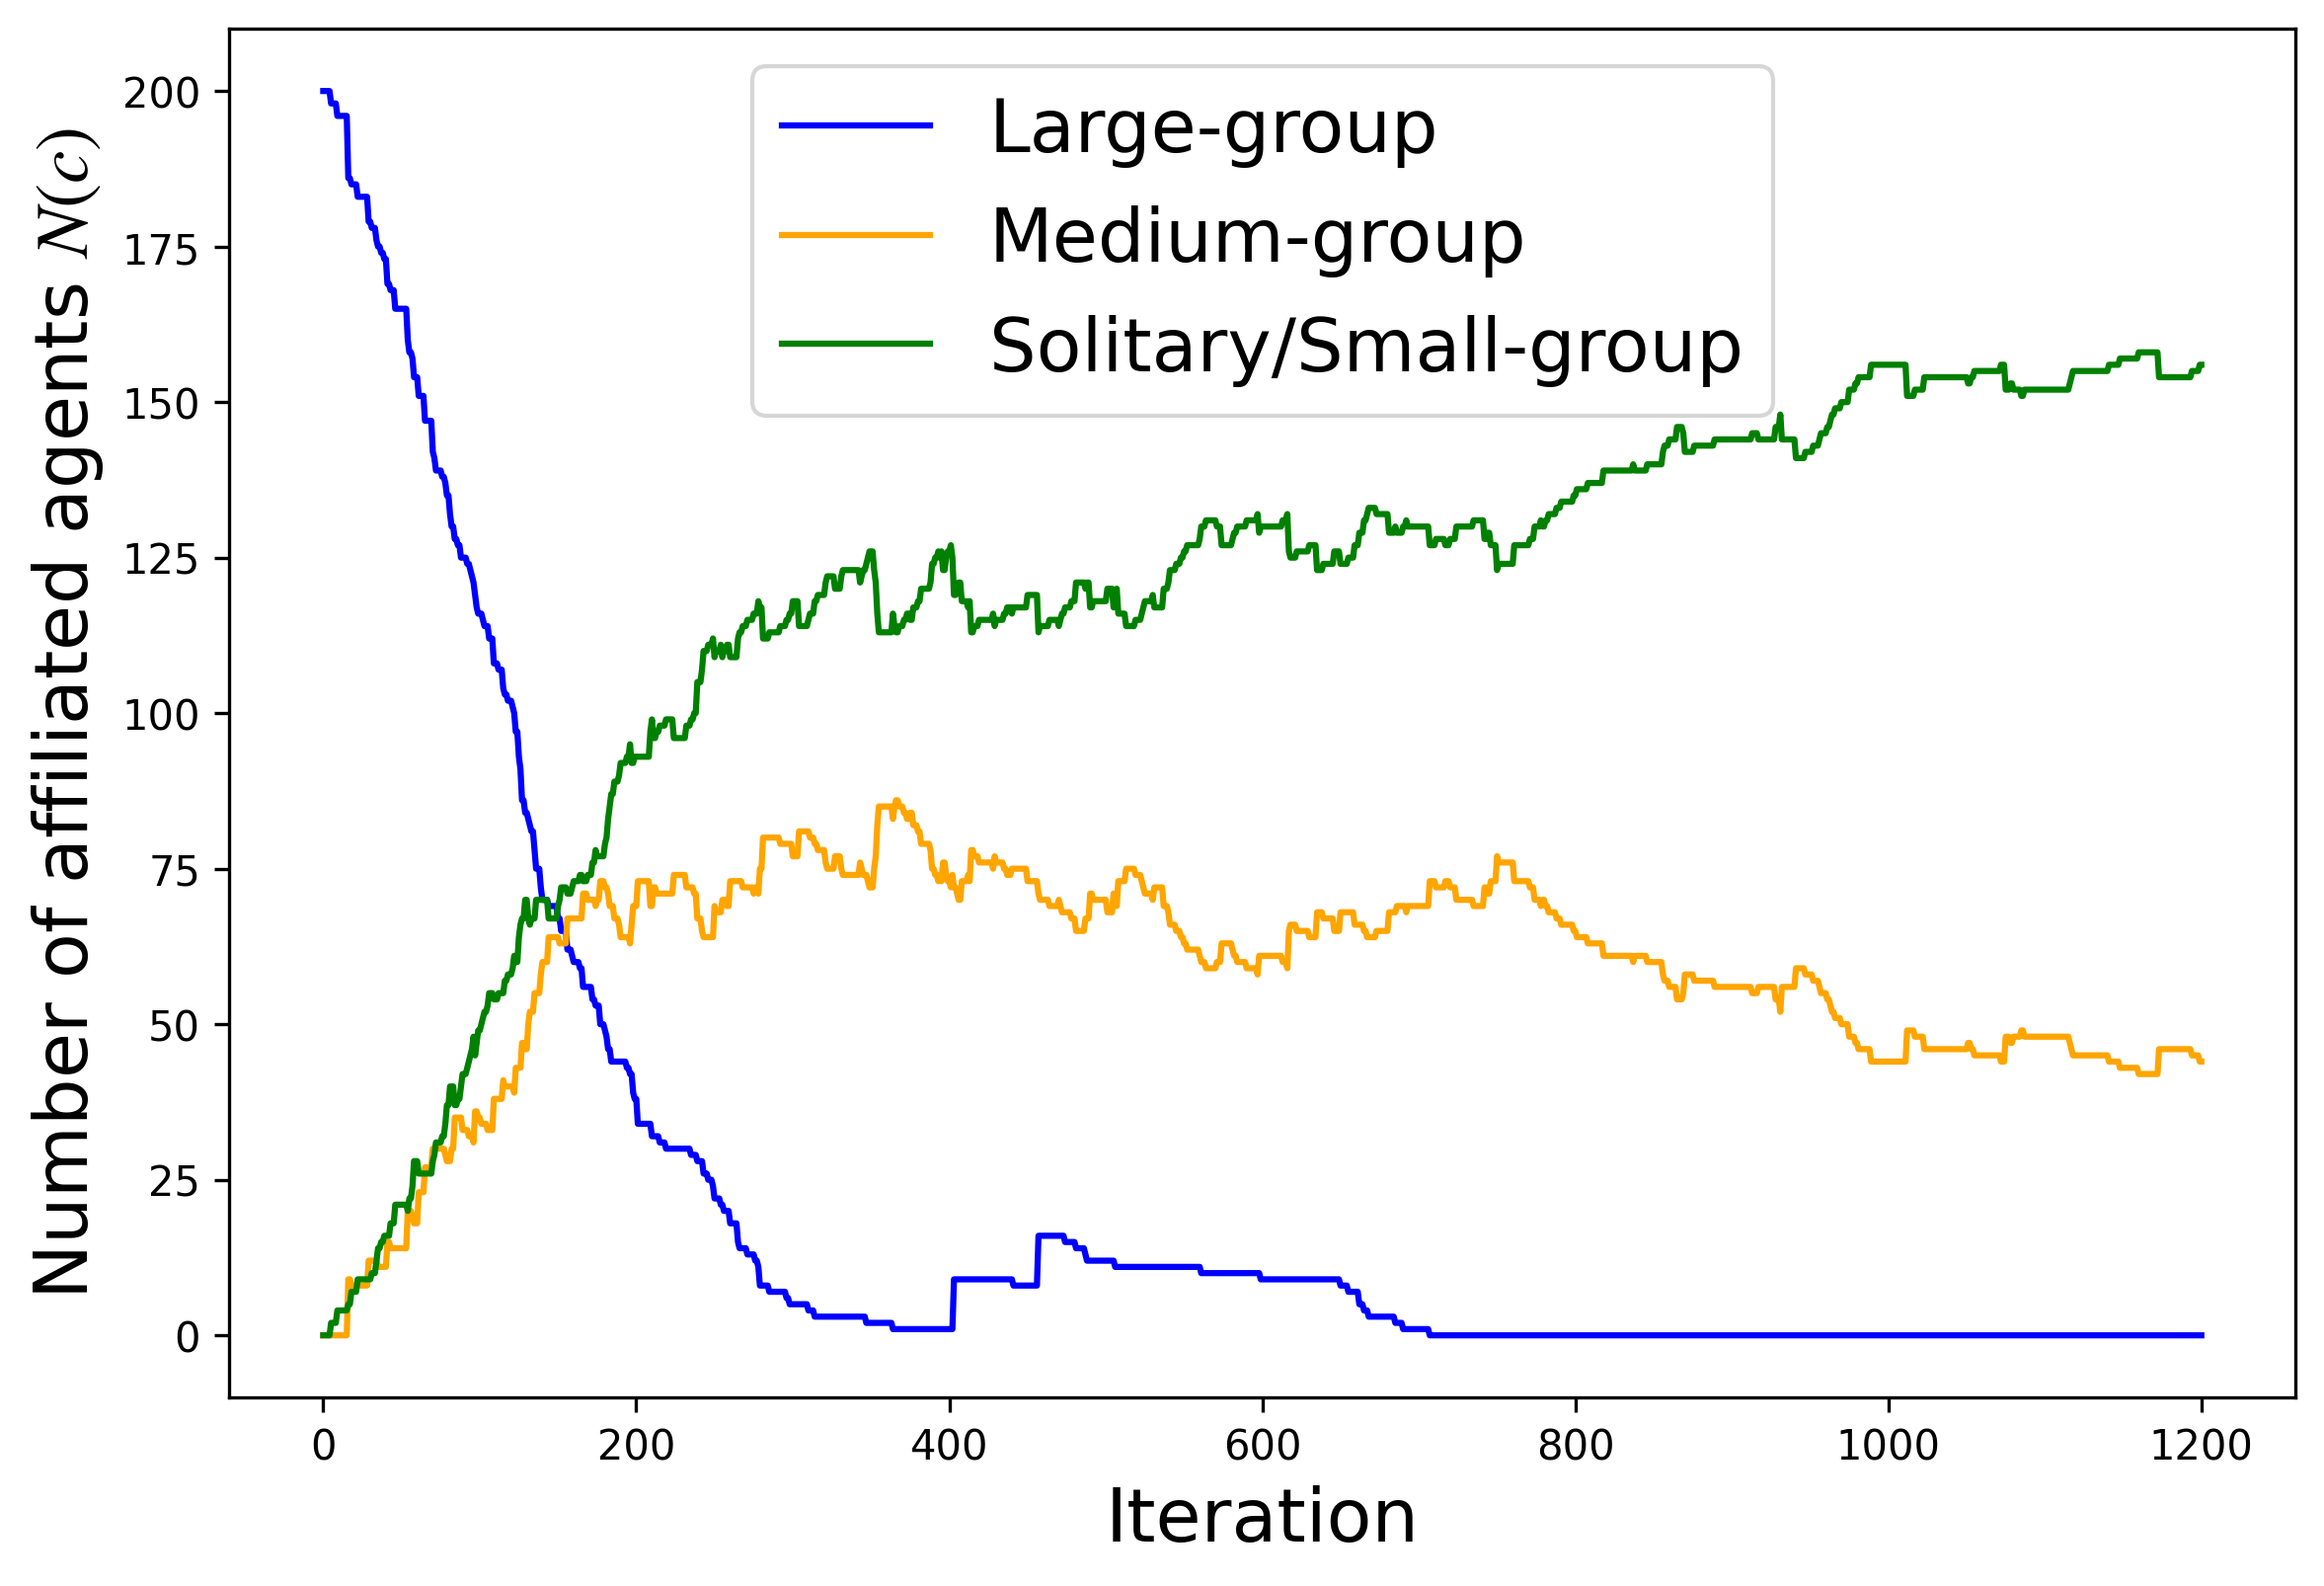 Number of affiliated agents N(c)
200
175
150
125
100
75
50
25
0
Large-group
Medium-group
Solitary/Small-group
0 200 400 600 800 1000 1200
Iteration